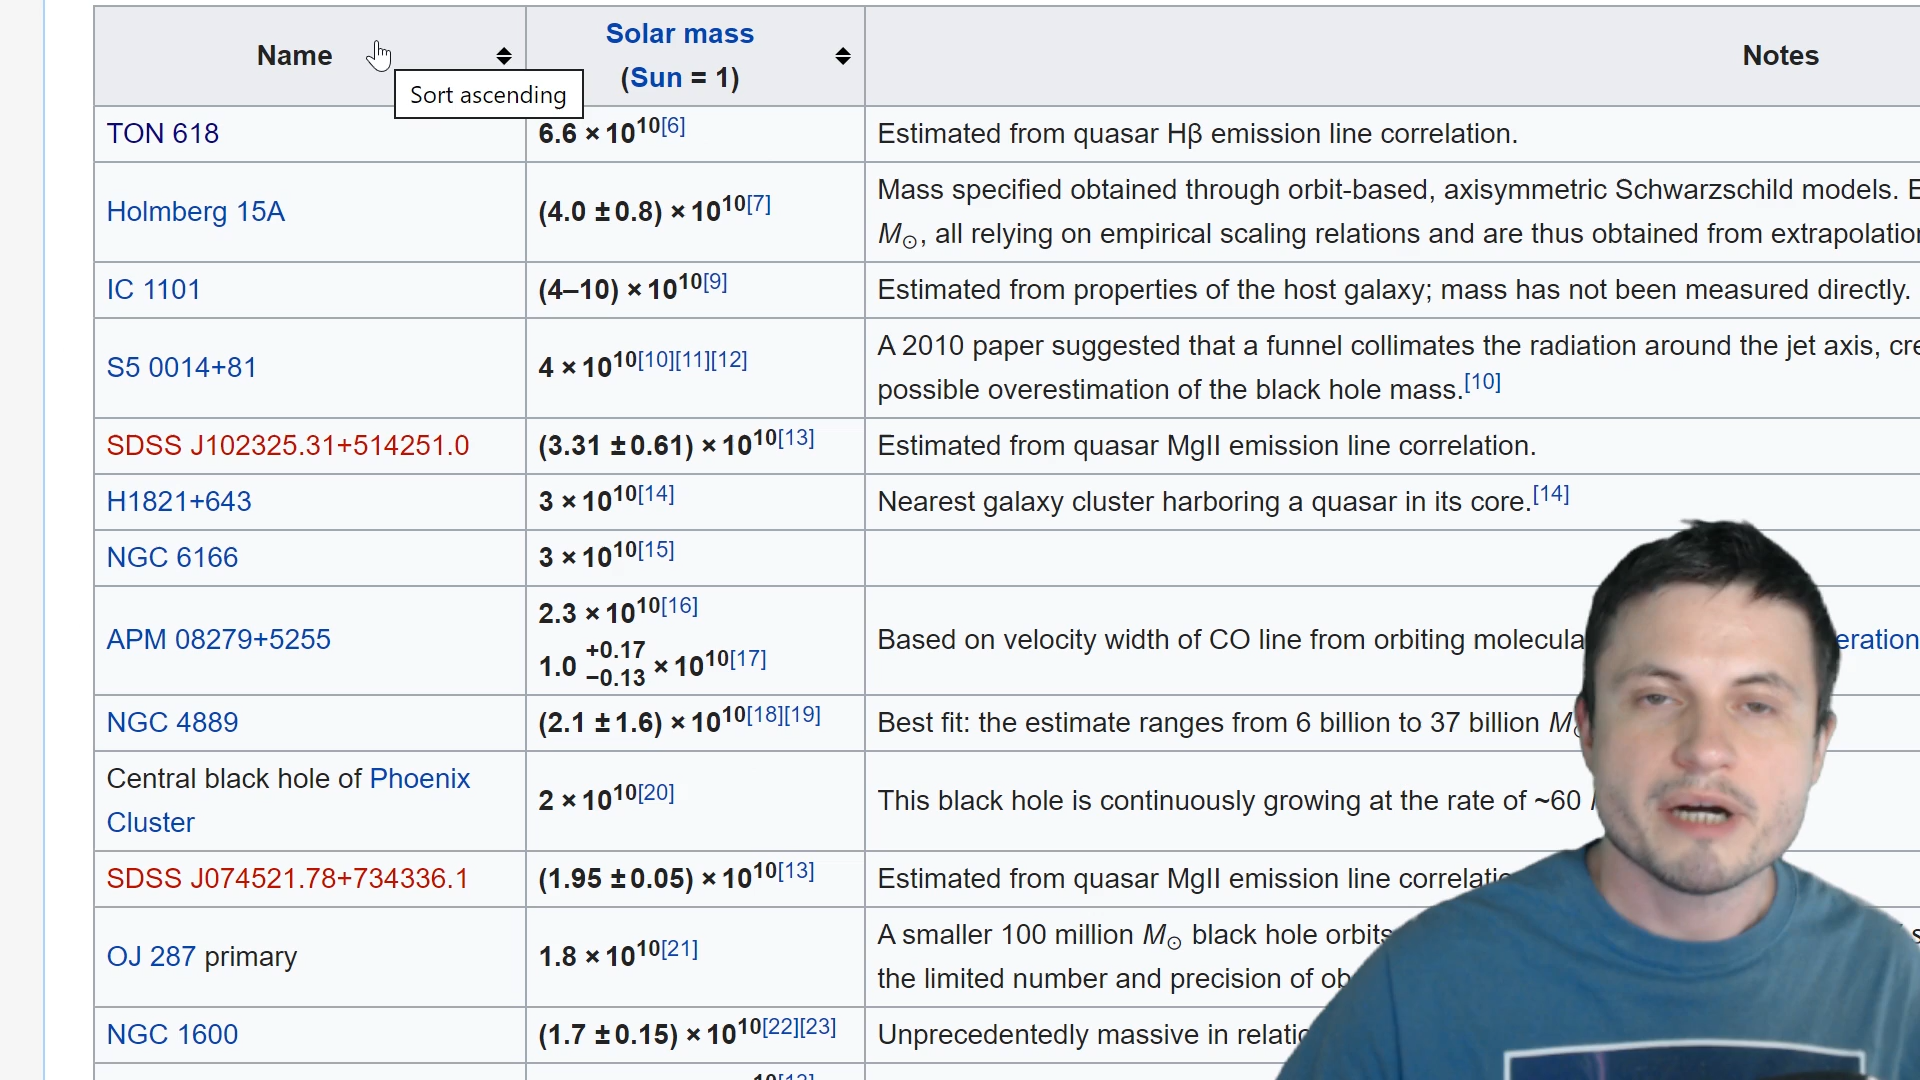 Name
Solar mass
(Sun = 1)
Notes
Sort ascending
TON 618
6.6 × 10^10[6]
Estimated from quasar Hβ emission line correlation.
Holmberg 15A
(4.0 ± 0.8) × 10^10[7]
Mass specified obtained through orbit-based, axisymmetric Schwarzschild models.
M☉, all relying on empirical scaling relations and are thus obtained from
IC 1101
(4–10) × 10^10[9]
Estimated from properties of the host galaxy; mass has not been measured directly.
S5 0014+81
4 × 10^10[10][11][12]
A 2010 paper suggested that a funnel collimates the radiation around the jet axis,
possible overestimation of the black hole mass.[10]
SDSS J102325.31+514251.0
(3.31 ± 0.61) × 10^10[13]
Estimated from quasar MgII emission line correlation.
H1821+643
3 × 10^10[14]
Nearest galaxy cluster harboring a quasar in its core.[14]
NGC 6166
3 × 10^10[15]
APM 08279+5255
2.3 × 10^10[16]
1.0 +0.17 −0.13 × 10^10[17]
Based on velocity width of CO line from orbiting
NGC 4889
(2.1 ± 1.6) × 10^10[18][19]
Best fit: the estimate ranges from 6 billion to 37 billion M☉
Central black hole of Phoenix
Cluster
2 × 10^10[20]
This black hole is continuously growing at the rate of ~60
SDSS J074521.78+734336.1
(1.95 ± 0.05) × 10^10[13]
Estimated from quasar MgII emission line
OJ 287 primary
1.8 × 10^10[21]
A smaller 100 million M☉ black hole
the limited number and precision of
NGC 1600
(1.7 ± 0.15) × 10^10[22][23]
Unprecedentedly massive in